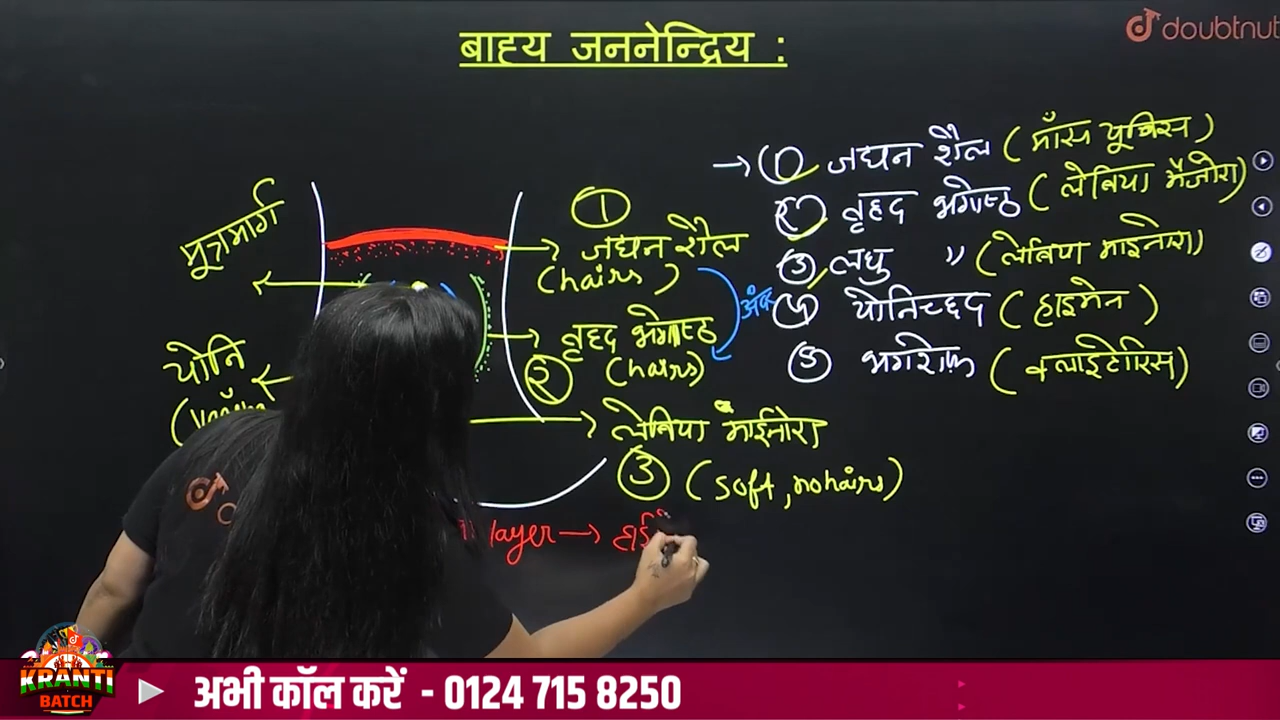 बाह्य जननेन्द्रिय :
doubtnut
→ ① जघन शैल (माँस प्यूबिस)
② वृहद भगोष्ठ (लेबिया मेजोरा)
③ लघु " (लेबिया माइनोरा)
④ योनिच्छद (हाइमेन)
⑤ भगशेफ (क्लाइटोरिस)
मूत्रमार्ग
①
जघन शैल
(hairs)
वृहद भगोष्ठ
② (hairs)
योनि
लेबिया माईनोरा
③ (soft, no hairs)
layer →
KRANTI
BATCH
अभी कॉल करें - 0124 715 8250